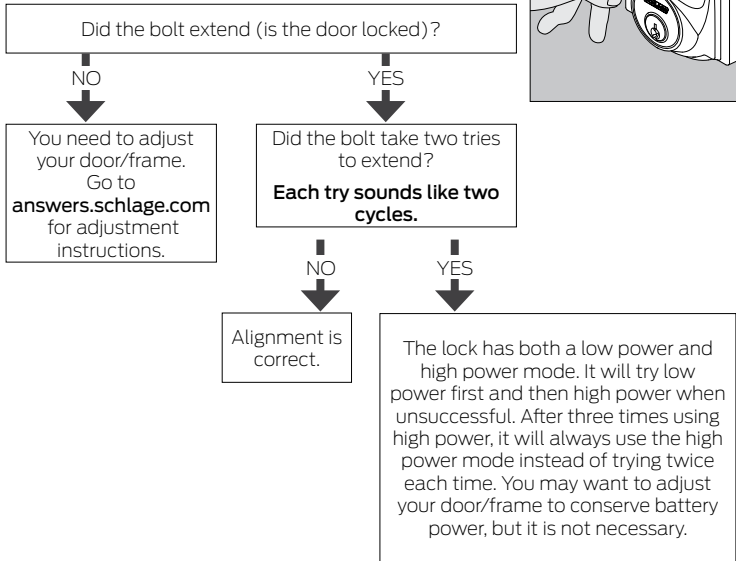 Did the bolt extend (is the door locked)?
NO
YES
You need to adjust
your door/frame.
Go to
answers.schlage.com
for adjustment
instructions.
Did the bolt take two tries
to extend?
Each try sounds like two
cycles.
NO
YES
Alignment is
correct.
The lock has both a low power and
high power mode. It will try low
power first and then high power when
unsuccessful. After three times using
high power, it will always use the high
power mode instead of trying twice
each time. You may want to adjust
your door/frame to conserve battery
power, but it is not necessary.